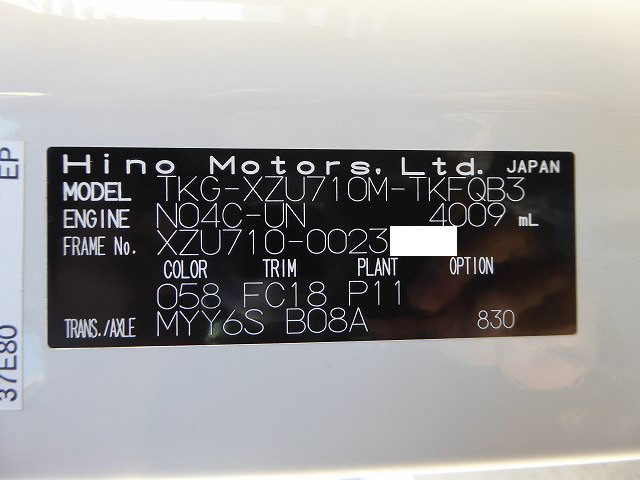 Hino Motors, Ltd. JAPAN
MODEL TKG-XZU710M-TKFQB3
ENGINE N04C-UN 4009 mL
FRAME No. XZU710-0023
COLOR TRIM PLANT OPTION
058 FC18 P11
TRANS./AXLE MYY6S B08A 830
EP
37E80